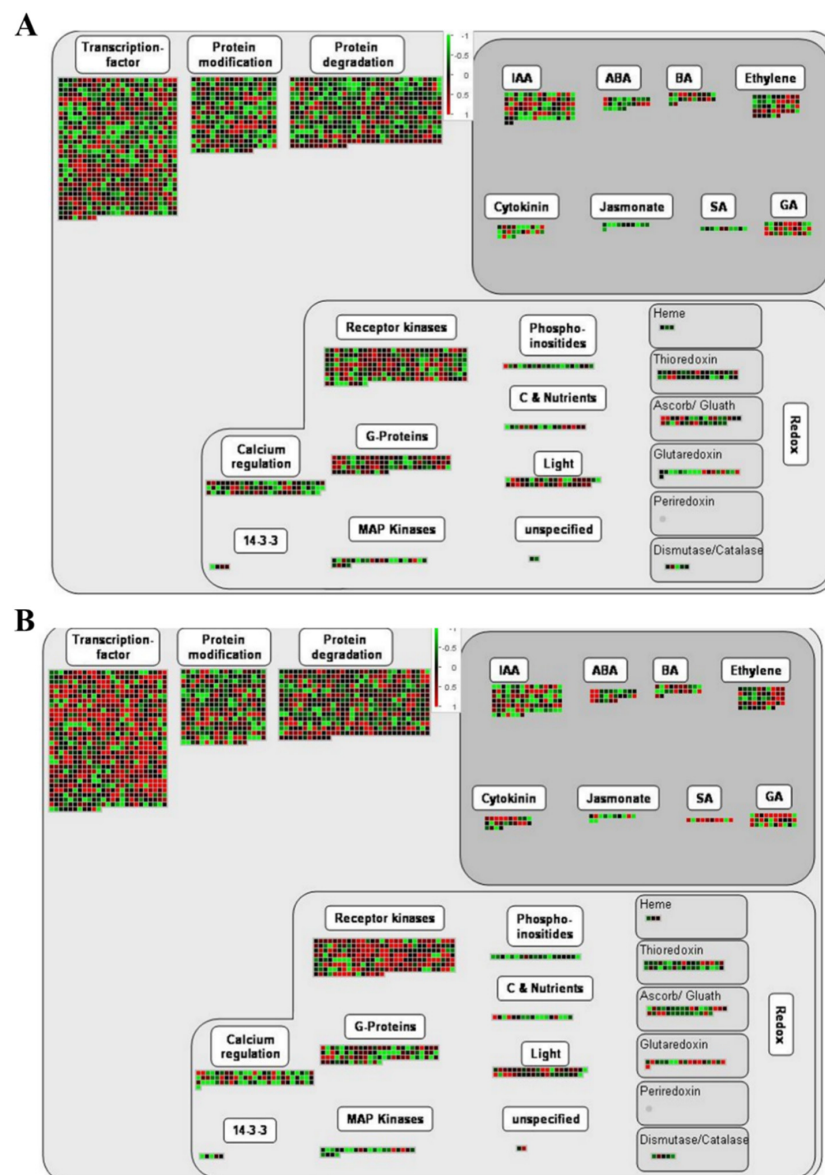 A
Transcription-
factor
Protein
modification
Protein
degradation
-1
-0.5
0
0.5
1
IAA
ABA
BA
Ethylene
Cytokinin
Jasmonate
SA
GA
Receptor kinases
Phospho-
inositides
C & Nutrients
Calcium
regulation
G-Proteins
Light
14-3-3
MAP Kinases
unspecified
Heme
Thioredoxin
Ascorb/ Gluath
Glutaredoxin
Periredoxin
Dismutase/Catalase
Redox
B
Transcription-
factor
Protein
modification
Protein
degradation
-1
-0.5
0
0.5
1
IAA
ABA
BA
Ethylene
Cytokinin
Jasmonate
SA
GA
Receptor kinases
Phospho-
inositides
C & Nutrients
Calcium
regulation
G-Proteins
Light
14-3-3
MAP Kinases
unspecified
Heme
Thioredoxin
Ascorb/ Gluath
Glutaredoxin
Periredoxin
Dismutase/Catalase
Redox